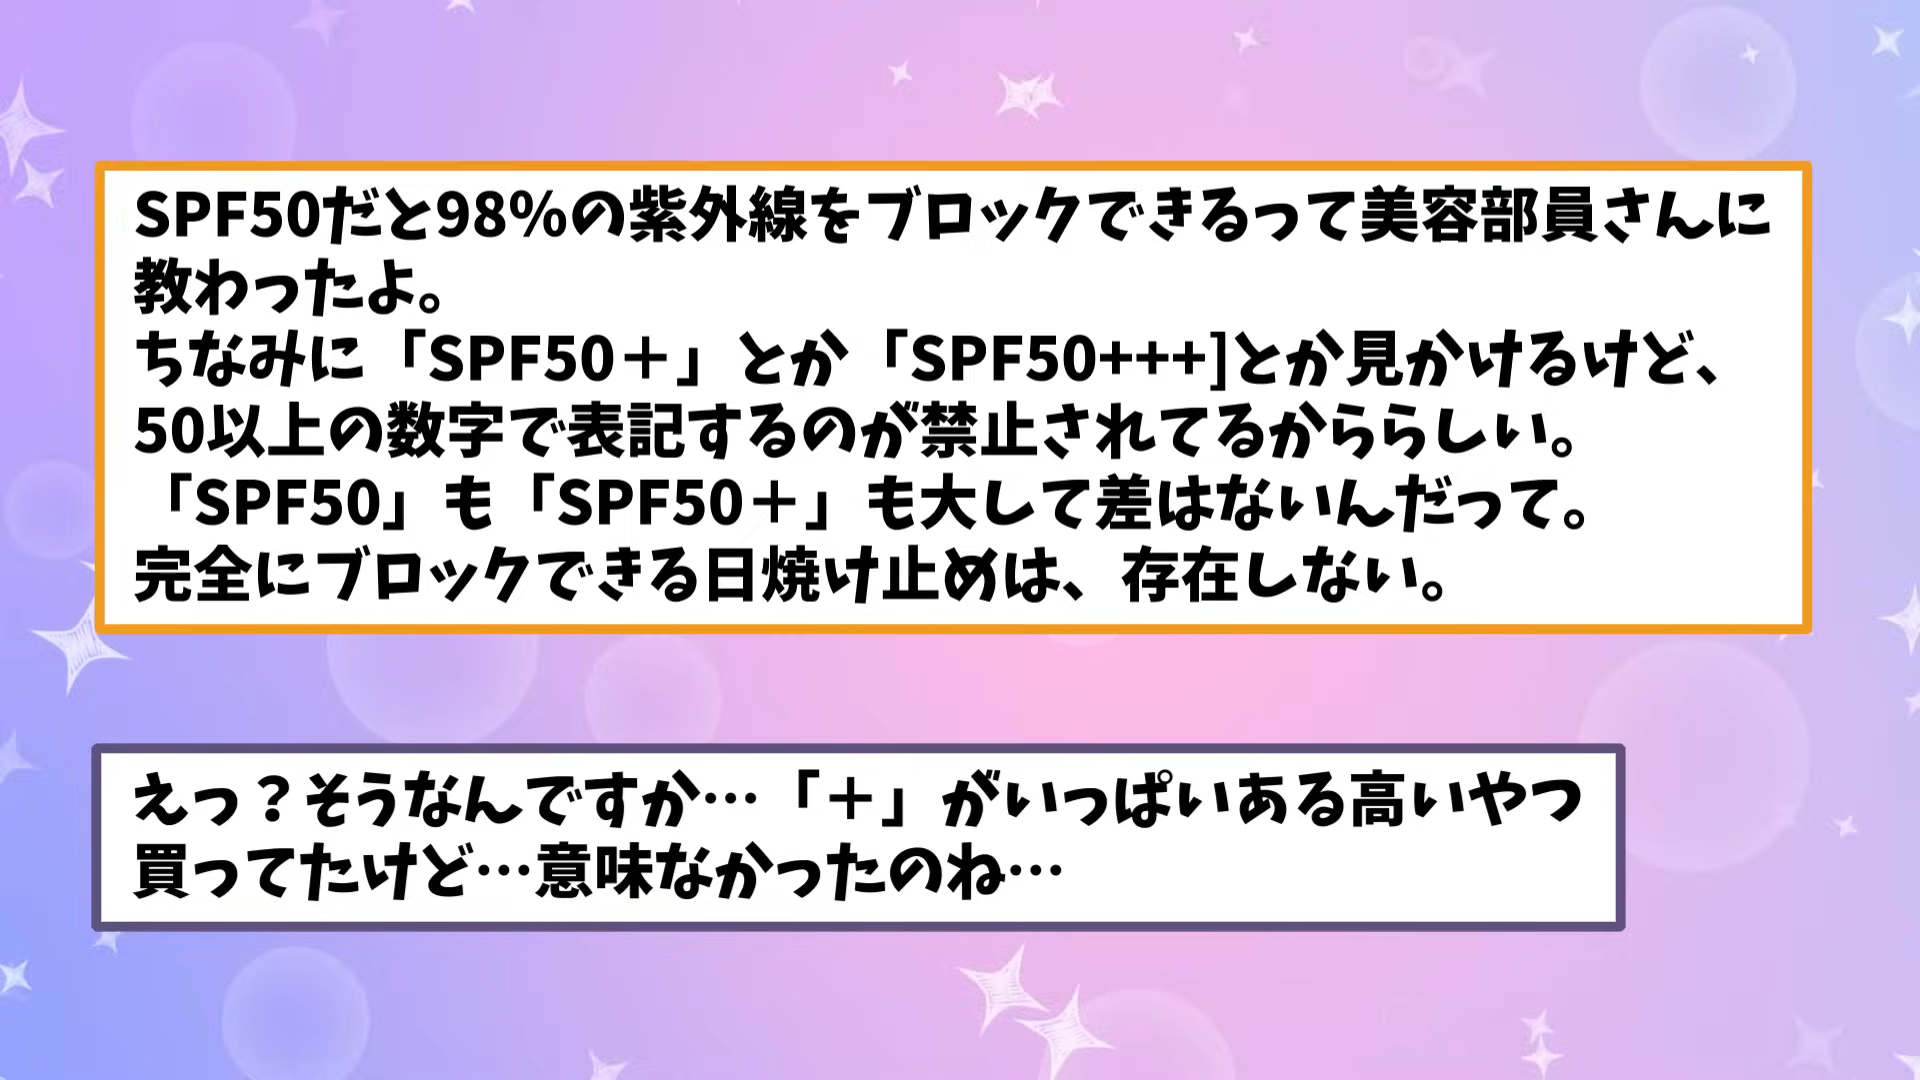 SPF50だと98%の紫外線をブロックできるって美容部員さんに
教わったよ。
ちなみに「SPF50＋」とか「SPF50+++]とか見かけるけど、
50以上の数字で表記するのが禁止されてるかららしい。
「SPF50」も「SPF50＋」も大して差はないんだって。
完全にブロックできる日焼け止めは、存在しない。
えっ？そうなんですか…「＋」がいっぱいある高いやつ
買ってたけど…意味なかったのね…